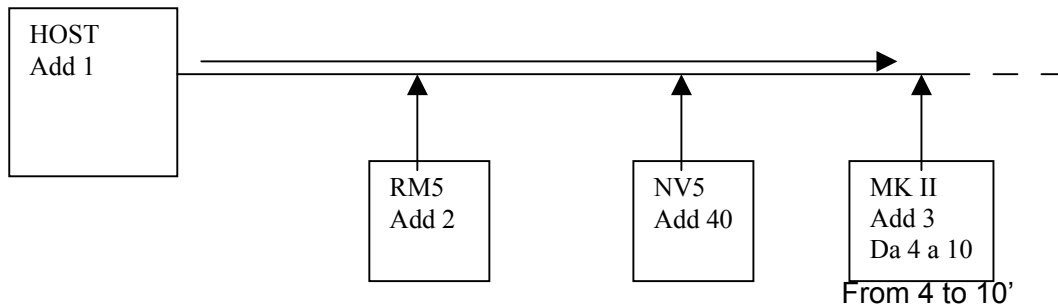 HOST
Add 1
RM5
Add 2
NV5
Add 40
MK II
Add 3
Da 4 a 10
From 4 to 10’